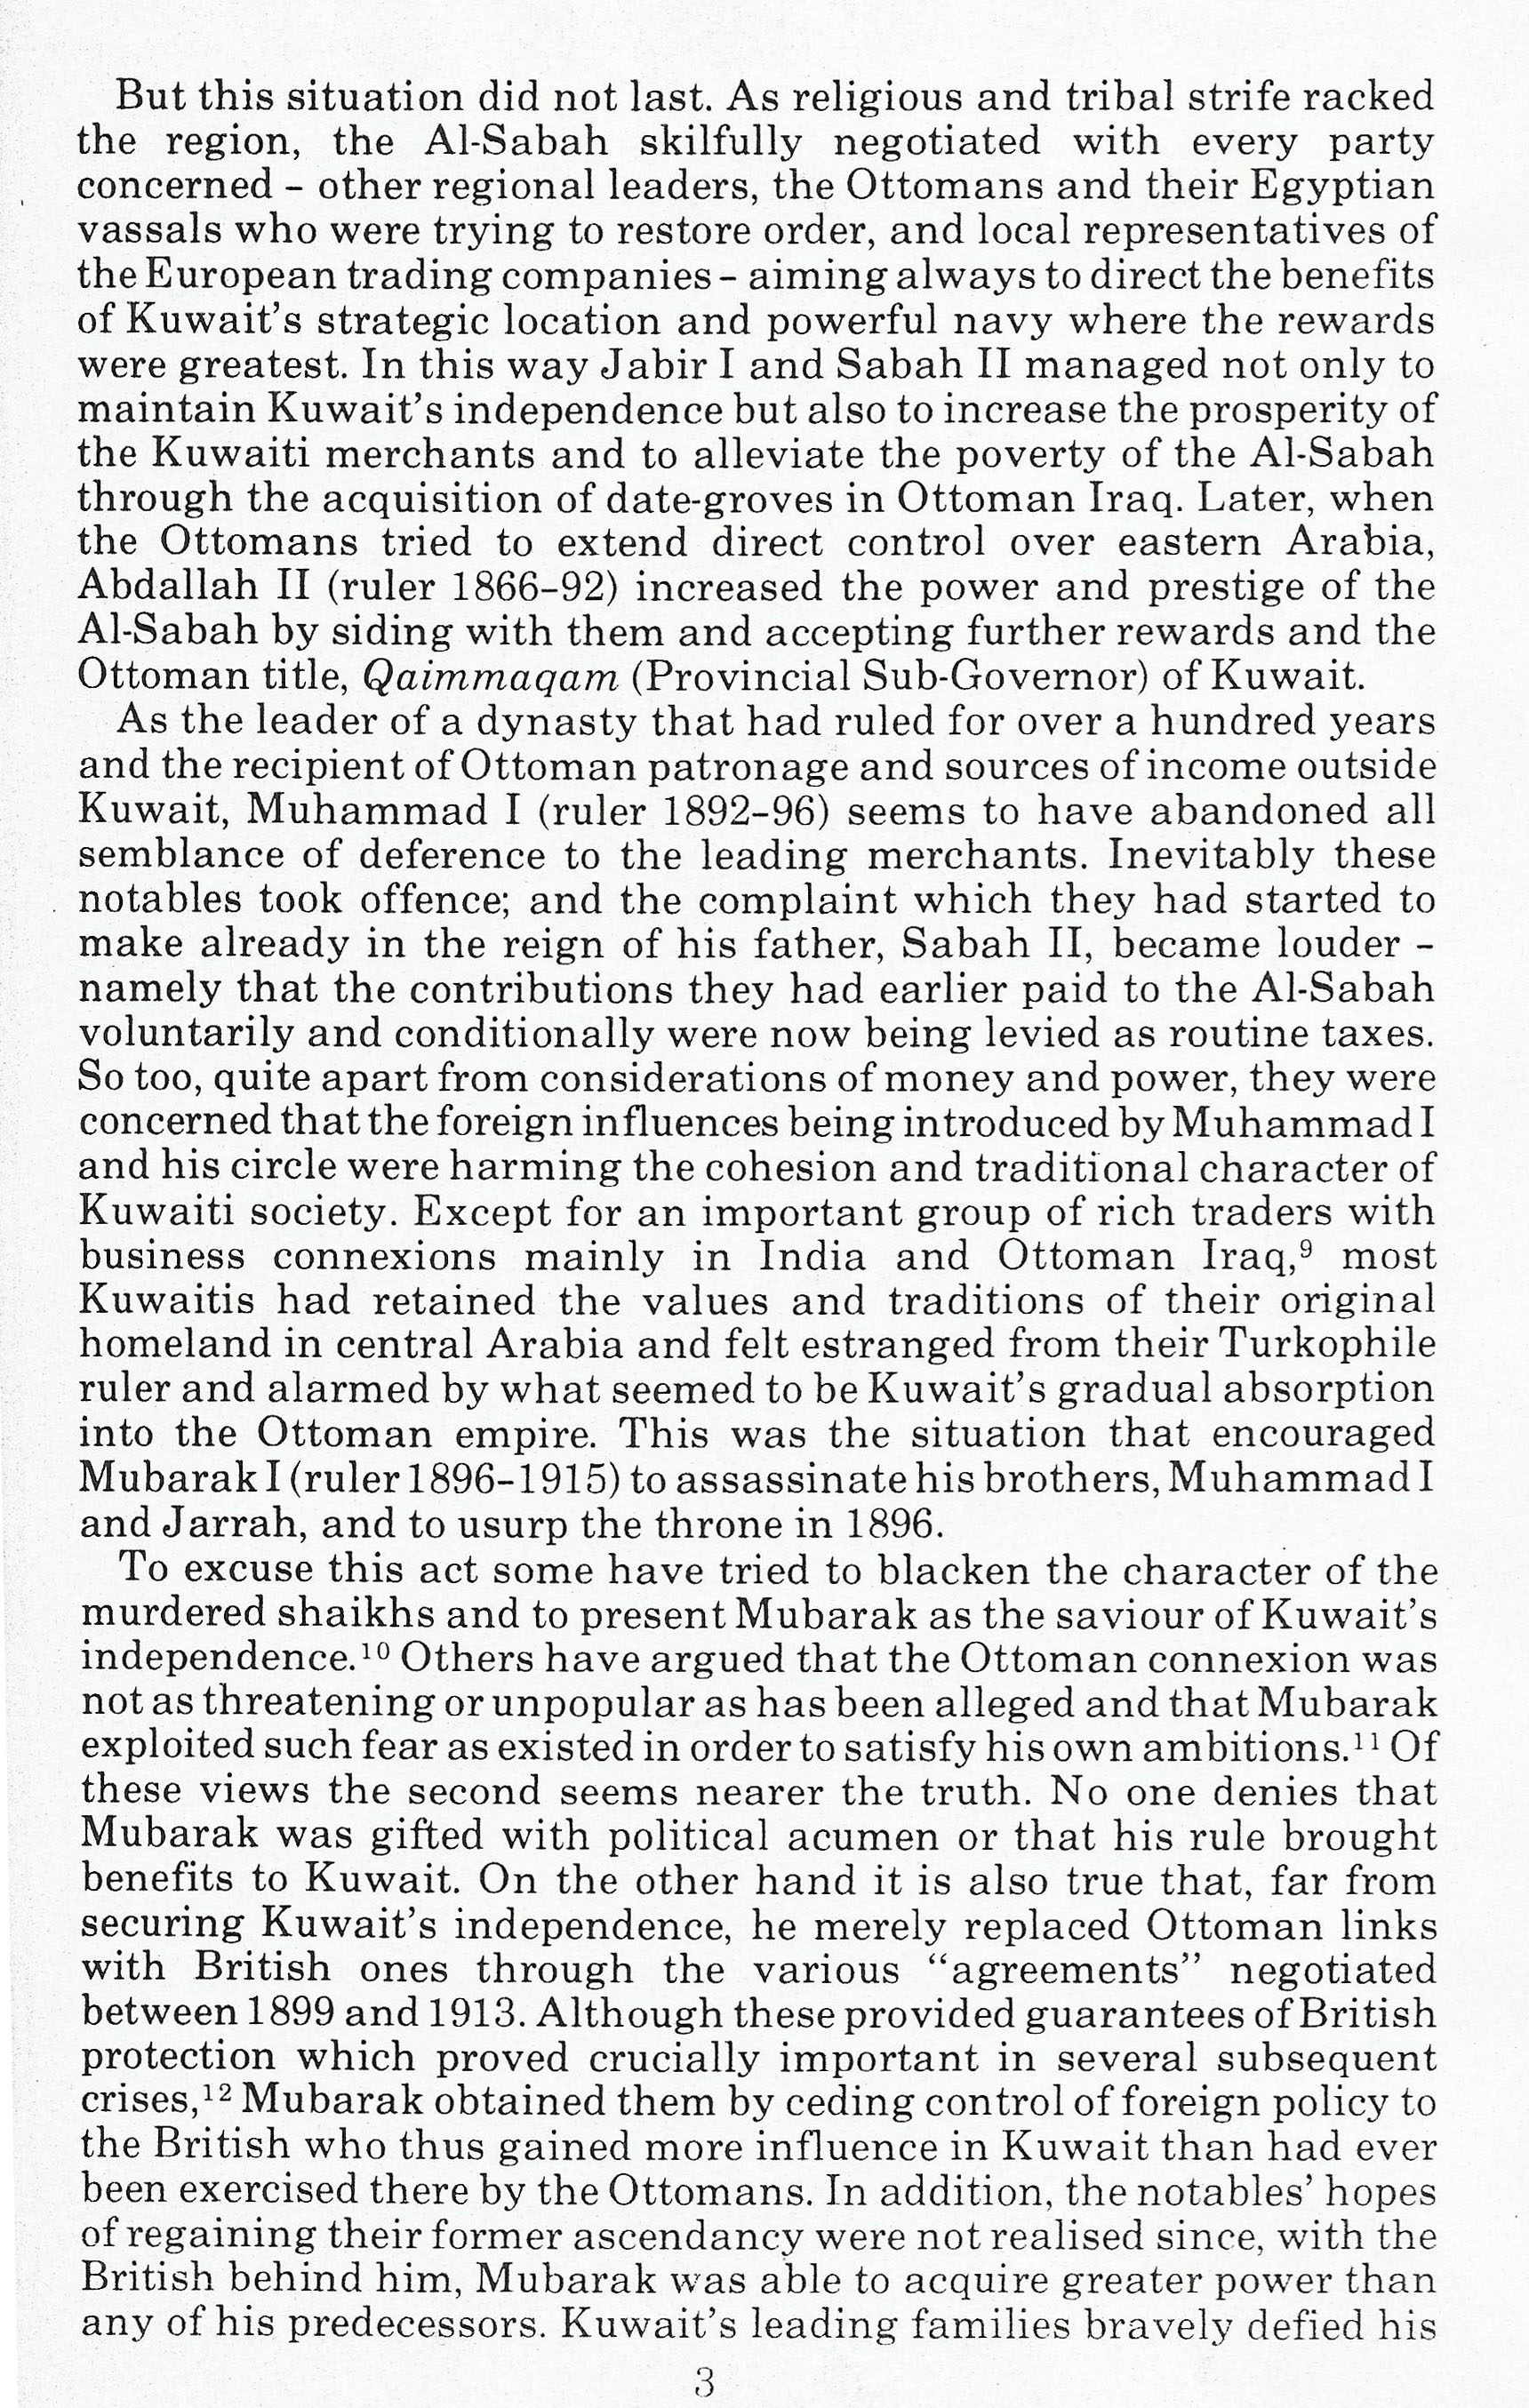 But this situation did not last. As religious and tribal strife racked
the region, the Al-Sabah skilfully negotiated with every party
concerned – other regional leaders, the Ottomans and their Egyptian
vassals who were trying to restore order, and local representatives of
the European trading companies – aiming always to direct the benefits
of Kuwait's strategic location and powerful navy where the rewards
were greatest. In this way Jabir I and Sabah II managed not only to
maintain Kuwait's independence but also to increase the prosperity of
the Kuwaiti merchants and to alleviate the poverty of the Al-Sabah
through the acquisition of date-groves in Ottoman Iraq. Later, when
the Ottomans tried to extend direct control over eastern Arabia,
Abdallah II (ruler 1866–92) increased the power and prestige of the
Al-Sabah by siding with them and accepting further rewards and the
Ottoman title, Qaimmaqam (Provincial Sub-Governor) of Kuwait.
As the leader of a dynasty that had ruled for over a hundred years
and the recipient of Ottoman patronage and sources of income outside
Kuwait, Muhammad I (ruler 1892–96) seems to have abandoned all
semblance of deference to the leading merchants. Inevitably these
notables took offence; and the complaint which they had started to
make already in the reign of his father, Sabah II, became louder –
namely that the contributions they had earlier paid to the Al-Sabah
voluntarily and conditionally were now being levied as routine taxes.
So too, quite apart from considerations of money and power, they were
concerned that the foreign influences being introduced by Muhammad I
and his circle were harming the cohesion and traditional character of
Kuwaiti society. Except for an important group of rich traders with
business connexions mainly in India and Ottoman Iraq,⁹ most
Kuwaitis had retained the values and traditions of their original
homeland in central Arabia and felt estranged from their Turkophile
ruler and alarmed by what seemed to be Kuwait's gradual absorption
into the Ottoman empire. This was the situation that encouraged
Mubarak I (ruler 1896–1915) to assassinate his brothers, Muhammad I
and Jarrah, and to usurp the throne in 1896.
To excuse this act some have tried to blacken the character of the
murdered shaikhs and to present Mubarak as the saviour of Kuwait's
independence.¹⁰ Others have argued that the Ottoman connexion was
not as threatening or unpopular as has been alleged and that Mubarak
exploited such fear as existed in order to satisfy his own ambitions.¹¹ Of
these views the second seems nearer the truth. No one denies that
Mubarak was gifted with political acumen or that his rule brought
benefits to Kuwait. On the other hand it is also true that, far from
securing Kuwait's independence, he merely replaced Ottoman links
with British ones through the various “agreements” negotiated
between 1899 and 1913. Although these provided guarantees of British
protection which proved crucially important in several subsequent
crises,¹² Mubarak obtained them by ceding control of foreign policy to
the British who thus gained more influence in Kuwait than had ever
been exercised there by the Ottomans. In addition, the notables' hopes
of regaining their former ascendancy were not realised since, with the
British behind him, Mubarak was able to acquire greater power than
any of his predecessors. Kuwait's leading families bravely defied his
3